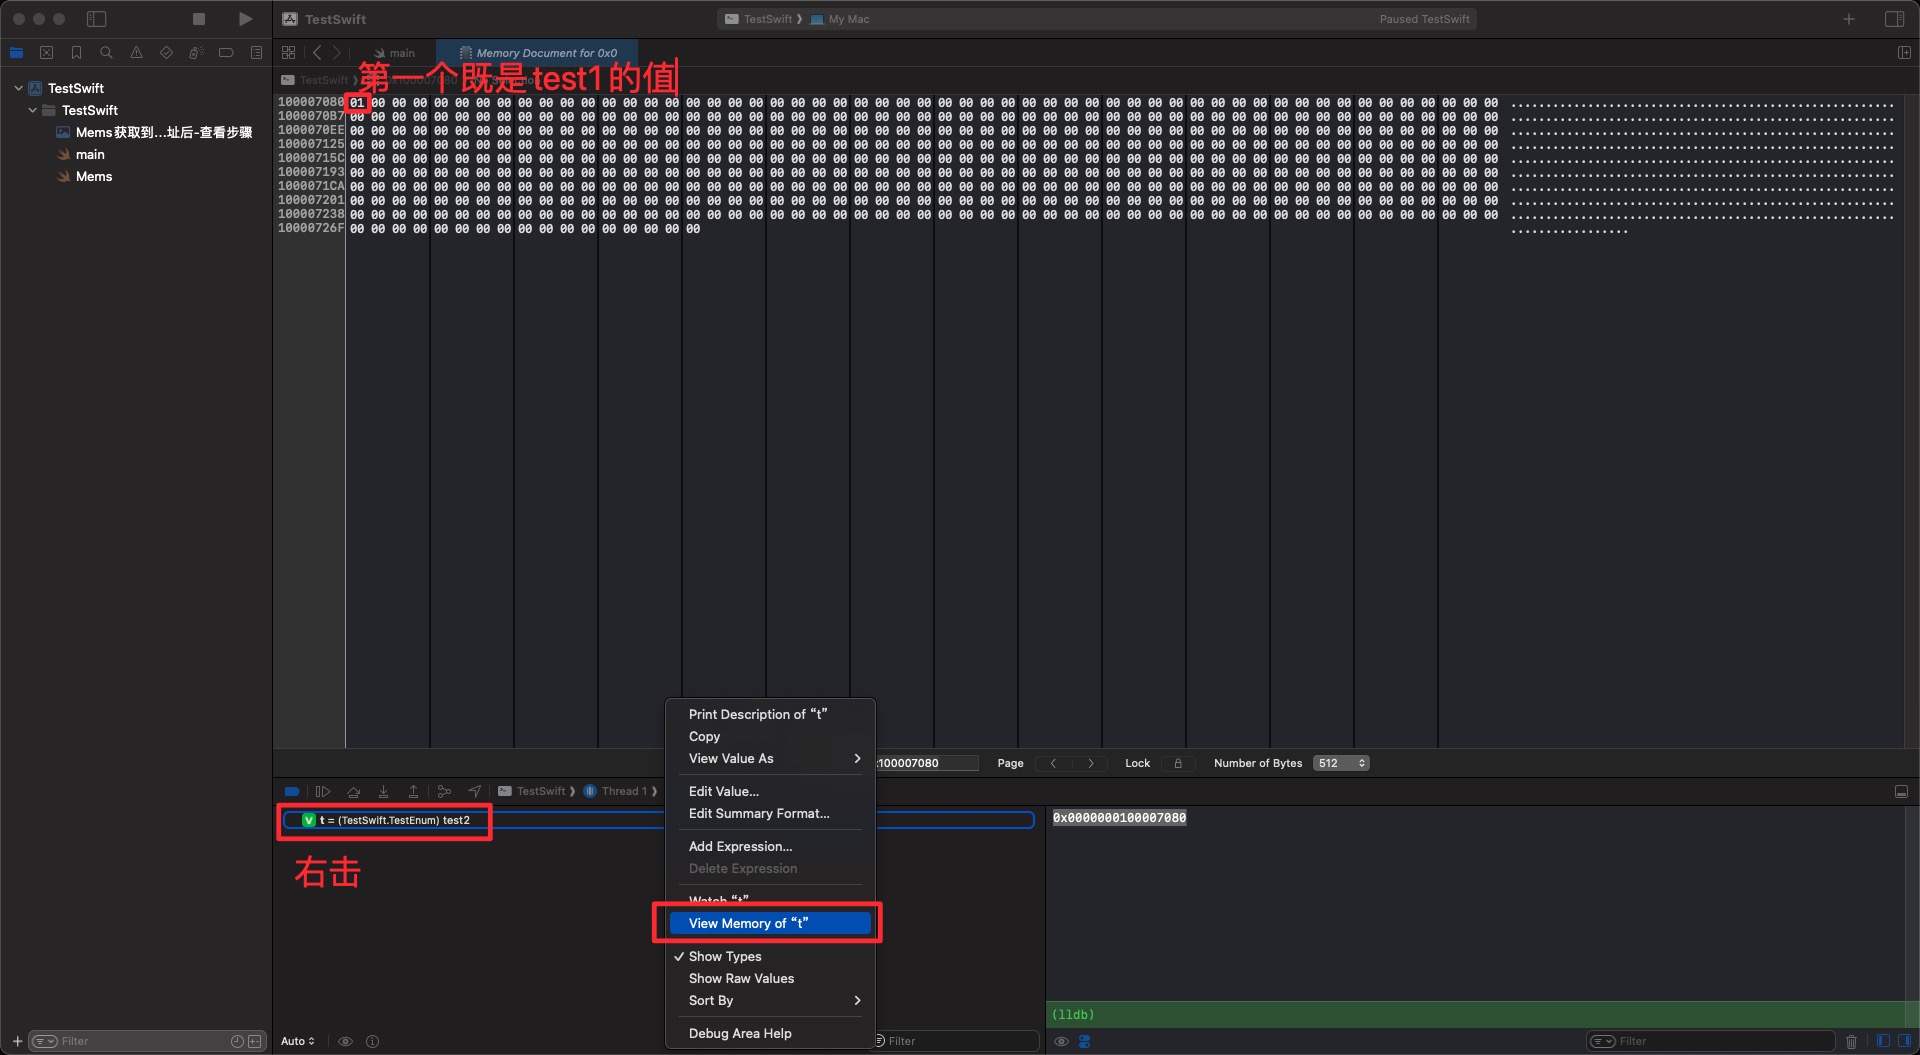 TestSwift
TestSwift ❯ My Mac
Paused TestSwift
main
Memory Document for 0x0
TestSwift
第一个既是test1的值
TestSwift
TestSwift
Mems获取到...址后-查看步骤
main
Mems
100007080 01 00 00 00 00 00 00 00 00 00 00 00 00 00 00 00 00 00 00 00 00 00 00 00 00 00 00 00 00 00 00 00 00 00 00 00 00 00 00 00 00 00 00 00 00 00 00 00 00 00 00 00 00 00 00 .......................................................
1000070B7 00 00 00 00 00 00 00 00 00 00 00 00 00 00 00 00 00 00 00 00 00 00 00 00 00 00 00 00 00 00 00 00 00 00 00 00 00 00 00 00 00 00 00 00 00 00 00 00 00 00 00 00 00 00 00 .......................................................
1000070EE 00 00 00 00 00 00 00 00 00 00 00 00 00 00 00 00 00 00 00 00 00 00 00 00 00 00 00 00 00 00 00 00 00 00 00 00 00 00 00 00 00 00 00 00 00 00 00 00 00 00 00 00 00 00 00 .......................................................
100007125 00 00 00 00 00 00 00 00 00 00 00 00 00 00 00 00 00 00 00 00 00 00 00 00 00 00 00 00 00 00 00 00 00 00 00 00 00 00 00 00 00 00 00 00 00 00 00 00 00 00 00 00 00 00 00 .......................................................
10000715C 00 00 00 00 00 00 00 00 00 00 00 00 00 00 00 00 00 00 00 00 00 00 00 00 00 00 00 00 00 00 00 00 00 00 00 00 00 00 00 00 00 00 00 00 00 00 00 00 00 00 00 00 00 00 00 .......................................................
100007193 00 00 00 00 00 00 00 00 00 00 00 00 00 00 00 00 00 00 00 00 00 00 00 00 00 00 00 00 00 00 00 00 00 00 00 00 00 00 00 00 00 00 00 00 00 00 00 00 00 00 00 00 00 00 00 .......................................................
1000071CA 00 00 00 00 00 00 00 00 00 00 00 00 00 00 00 00 00 00 00 00 00 00 00 00 00 00 00 00 00 00 00 00 00 00 00 00 00 00 00 00 00 00 00 00 00 00 00 00 00 00 00 00 00 00 00 .......................................................
100007201 00 00 00 00 00 00 00 00 00 00 00 00 00 00 00 00 00 00 00 00 00 00 00 00 00 00 00 00 00 00 00 00 00 00 00 00 00 00 00 00 00 00 00 00 00 00 00 00 00 00 00 00 00 00 00 .......................................................
100007238 00 00 00 00 00 00 00 00 00 00 00 00 00 00 00 00 00 00 00 00 00 00 00 00 00 00 00 00 00 00 00 00 00 00 00 00 00 00 00 00 00 00 00 00 00 00 00 00 00 00 00 00 00 00 00 .......................................................
10000726F 00 00 00 00 00 00 00 00 00 00 00 00 00 00 00 00 00 .................
Print Description of “t”
Copy
View Value As
Edit Value...
Edit Summary Format...
Add Expression...
Delete Expression
Watch “t”
View Memory of “t”
✓ Show Types
Show Raw Values
Sort By
Debug Area Help
:100007080 Page Lock Number of Bytes 512
TestSwift ❯ Thread 1 ❯
V t = (TestSwift.TestEnum) test2
右击
0x0000000100007080
(lldb)
Filter
Auto
Filter
Filter